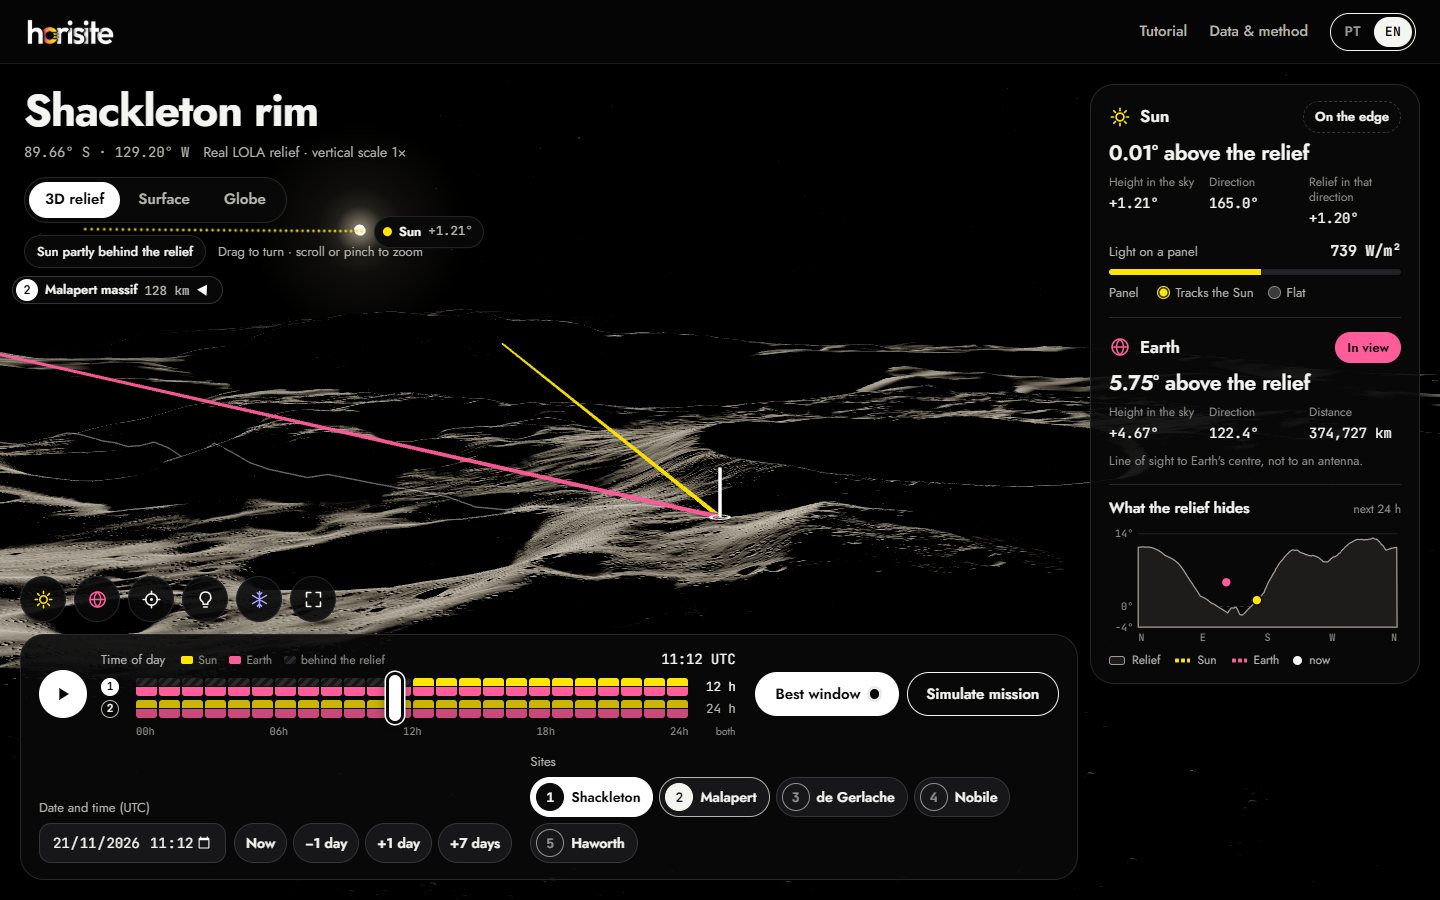 horisite
Tutorial
Data & method
PT
EN
Shackleton rim
89.66° S · 129.20° W Real LOLA relief · vertical scale 1×
3D relief
Surface
Globe
Sun +1.21°
Sun partly behind the relief
Drag to turn · scroll or pinch to zoom
2 Malapert massif 128 km
Sun
On the edge
0.01° above the relief
Height in the sky
+1.21°
Direction
165.0°
Relief in that
direction
+1.20°
Light on a panel
739 W/m²
Panel
Tracks the Sun
Flat
Earth
In view
5.75° above the relief
Height in the sky
+4.67°
Direction
122.4°
Distance
374,727 km
Line of sight to Earth's centre, not to an antenna.
What the relief hides
next 24 h
14°
0°
-4°
N E S W N
Relief
Sun
Earth
now
Time of day
Sun
Earth
behind the relief
11:12 UTC
1
12 h
2
24 h
00h 06h 12h 18h 24h both
Best window
Simulate mission
Date and time (UTC)
21/11/2026 11:12
Now
−1 day
+1 day
+7 days
Sites
1 Shackleton
2 Malapert
3 de Gerlache
4 Nobile
5 Haworth